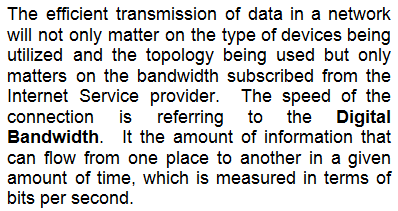 The efficient transmission of data in a network
will not only matter on the type of devices being
utilized and the topology being used but only
matters on the bandwidth subscribed from the
Internet Service provider. The speed of the
connection is referring to the Digital
Bandwidth. It the amount of information that
can flow from one place to another in a given
amount of time, which is measured in terms of
bits per second.